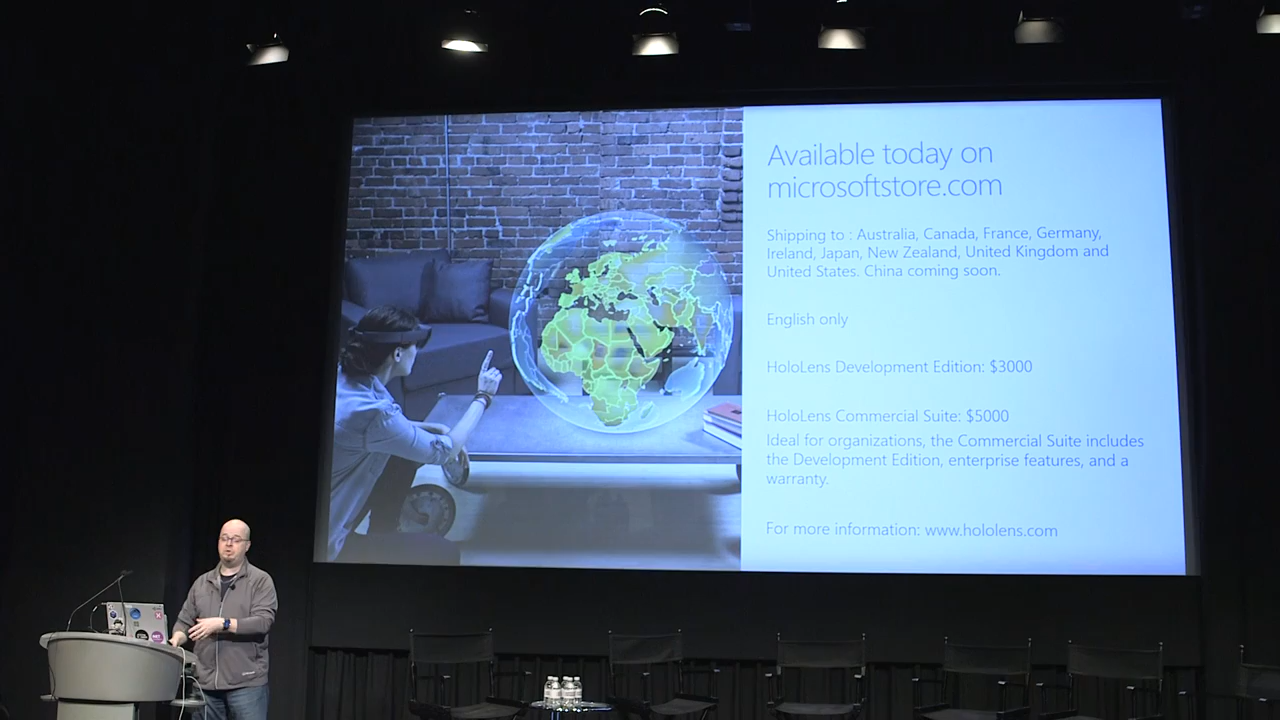 Available today on
microsoftstore.com
Shipping to : Australia, Canada, France, Germany,
Ireland, Japan, New Zealand, United Kingdom and
United States. China coming soon.
English only
HoloLens Development Edition: $3000
HoloLens Commercial Suite: $5000
Ideal for organizations, the Commercial Suite includes
the Development Edition, enterprise features, and a
warranty.
For more information: www.hololens.com